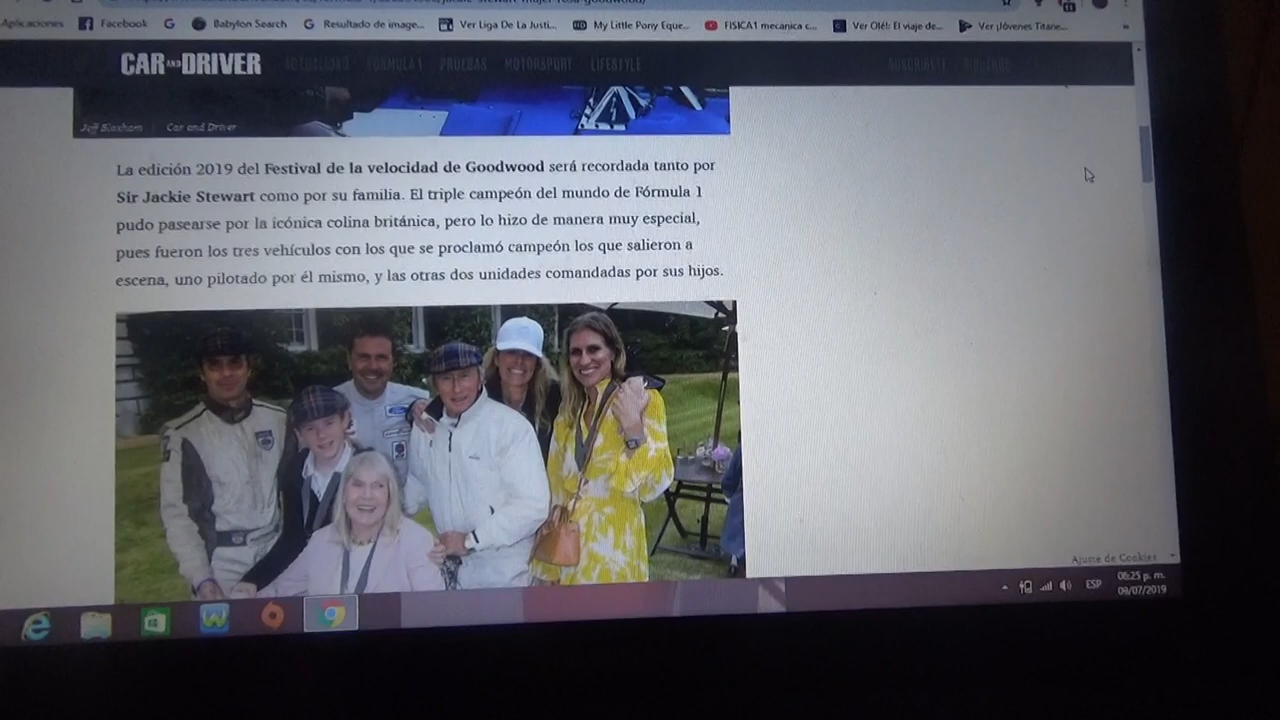 Aplicaciones Facebook Babylon Search Resultado de image... Ver Liga De La Justi... My Little Pony Eque... FISICA1 mecanica c... Ver Olé!: El viaje de... Ver ¡Jóvenes Titane... »
CAR AND DRIVER ACTUALIDAD FÓRMULA 1 PRUEBAS MOTORSPORT LIFESTYLE
Jeff Bloxham Car and Driver
La edición 2019 del Festival de la velocidad de Goodwood será recordada tanto por
Sir Jackie Stewart como por su familia. El triple campeón del mundo de Fórmula 1
pudo pasearse por la icónica colina británica, pero lo hizo de manera muy especial,
pues fueron los tres vehículos con los que se proclamó campeón los que salieron a
escena, uno pilotado por él mismo, y las otras dos unidades comandadas por sus hijos.
Ajuste de Cookies
ESP
06:25 p. m.
09/07/2019